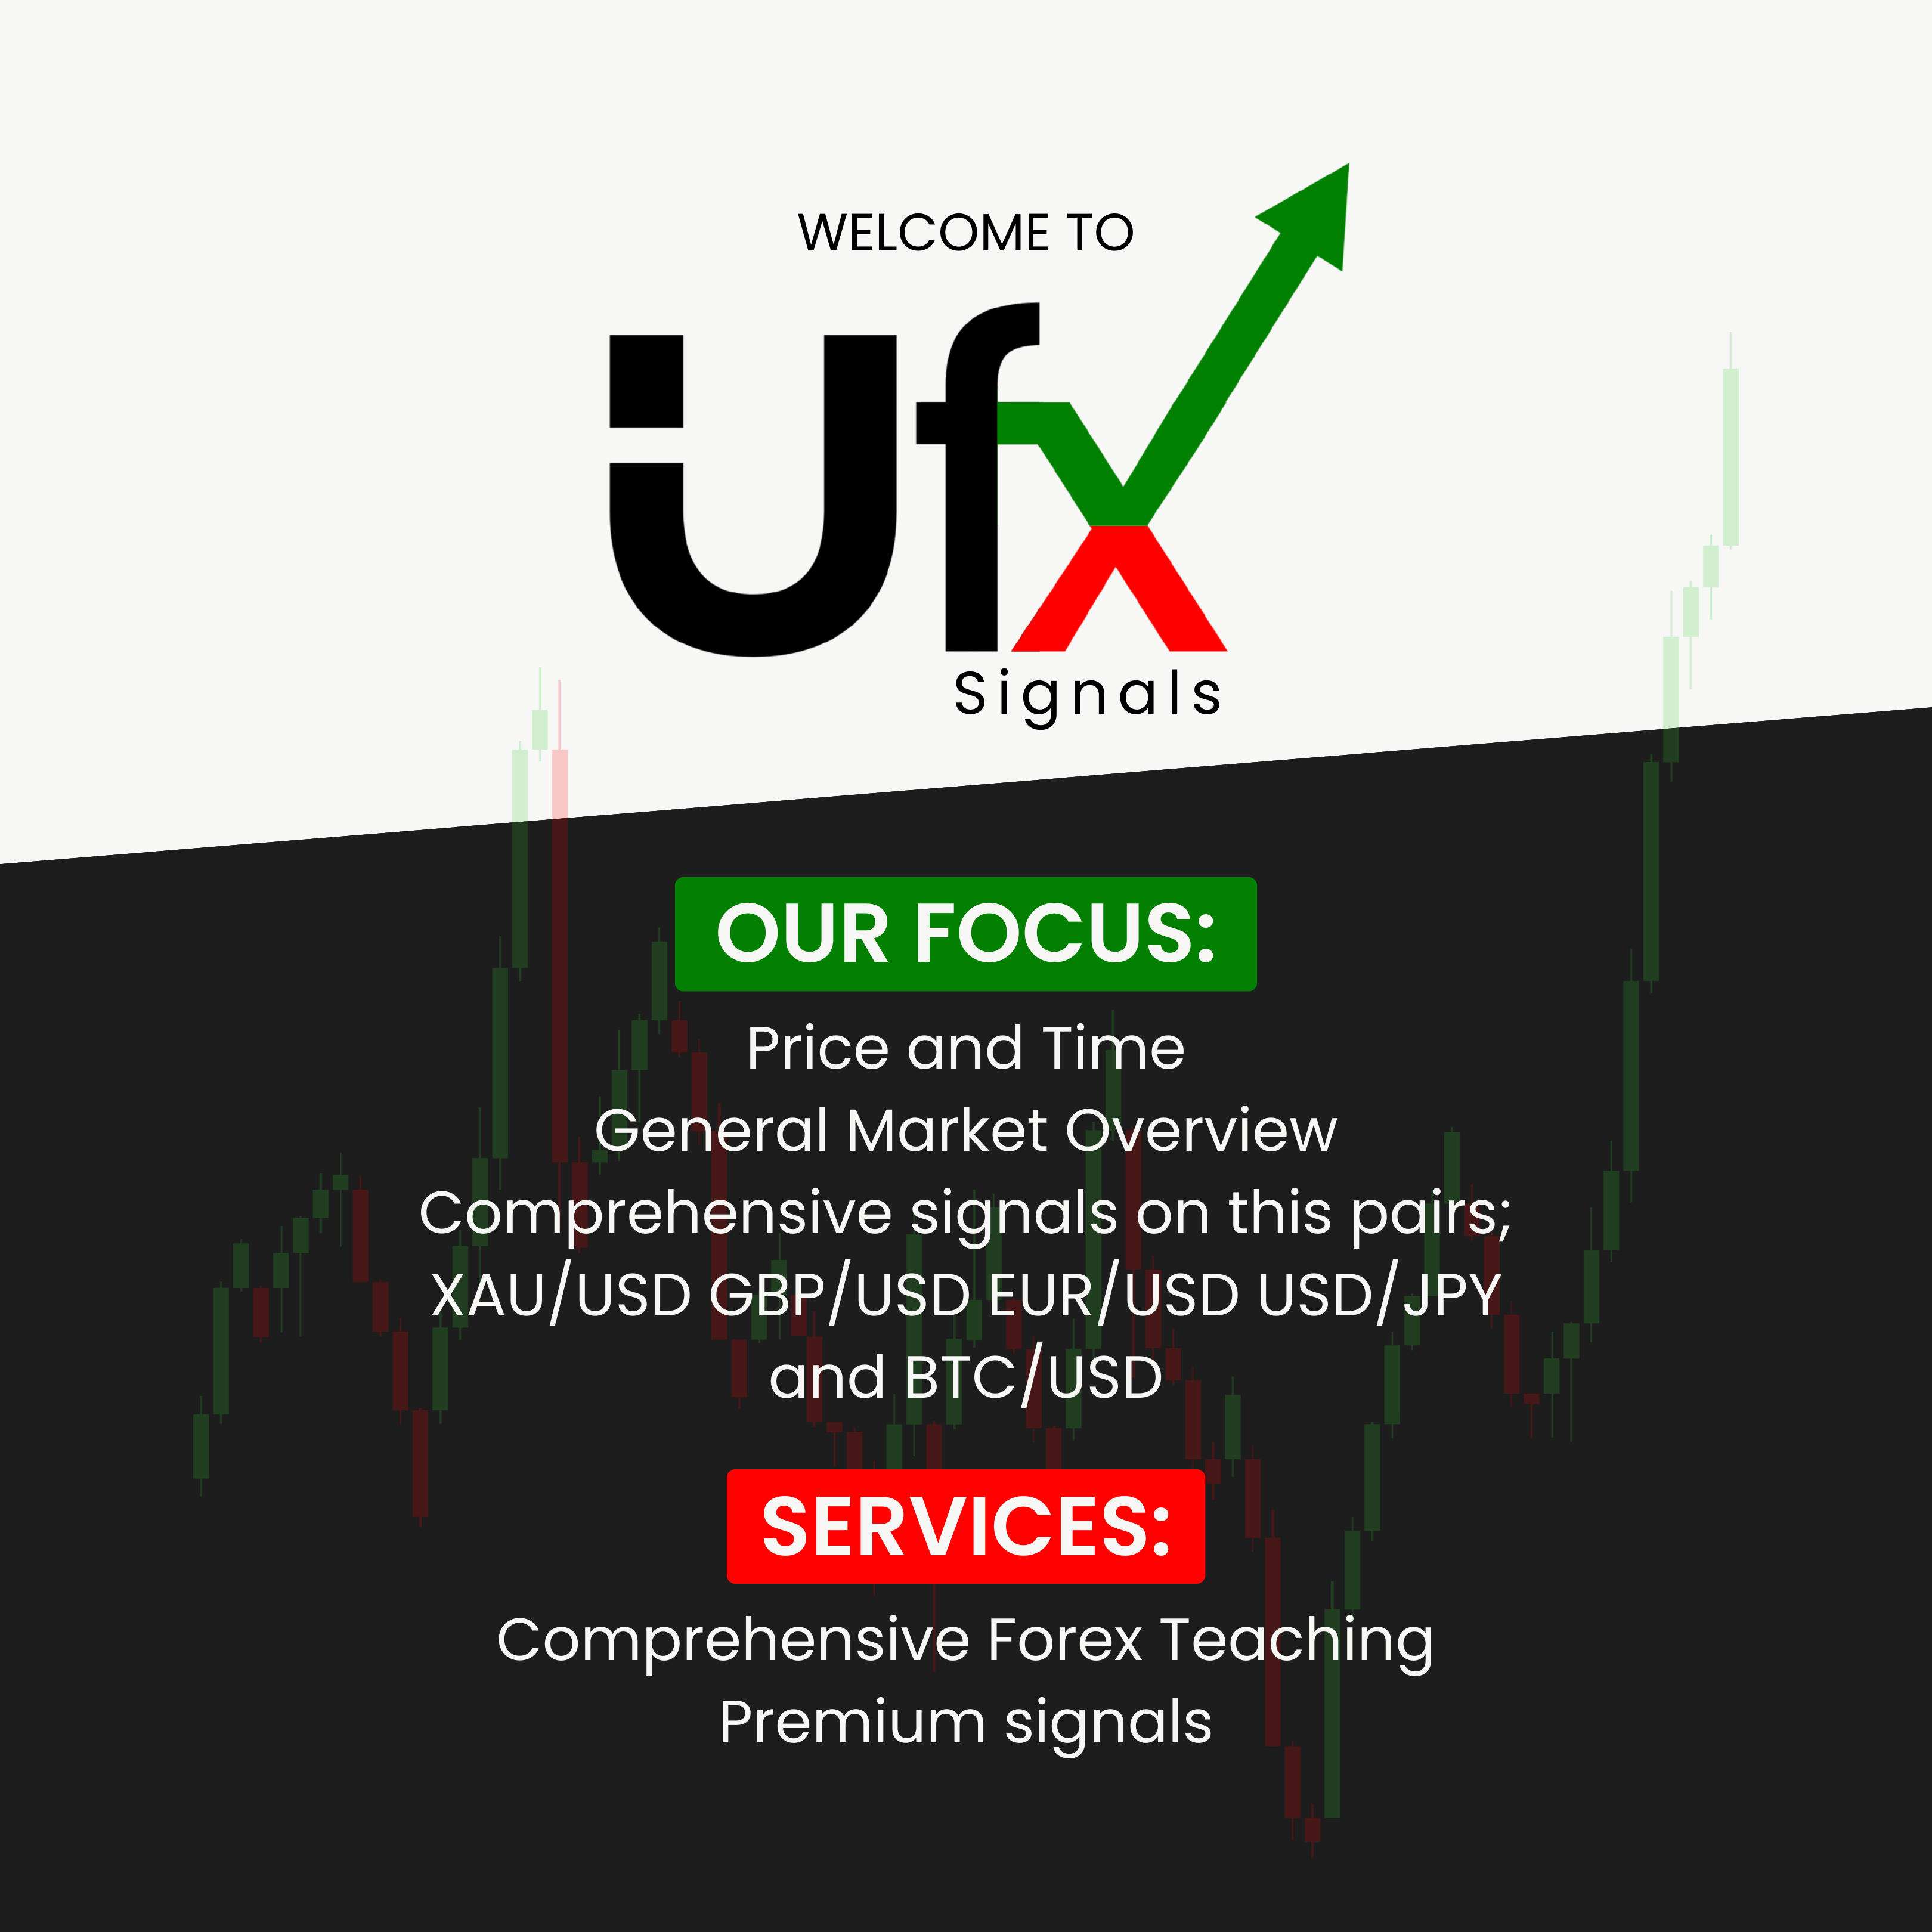 WELCOME TO
Ufx
Signals
OUR FOCUS:
Price and Time
General Market Overview
Comprehensive signals on this pairs;
XAU/USD GBP/USD EUR/USD USD/JPY
and BTC/USD
SERVICES:
Comprehensive Forex Teaching
Premium signals